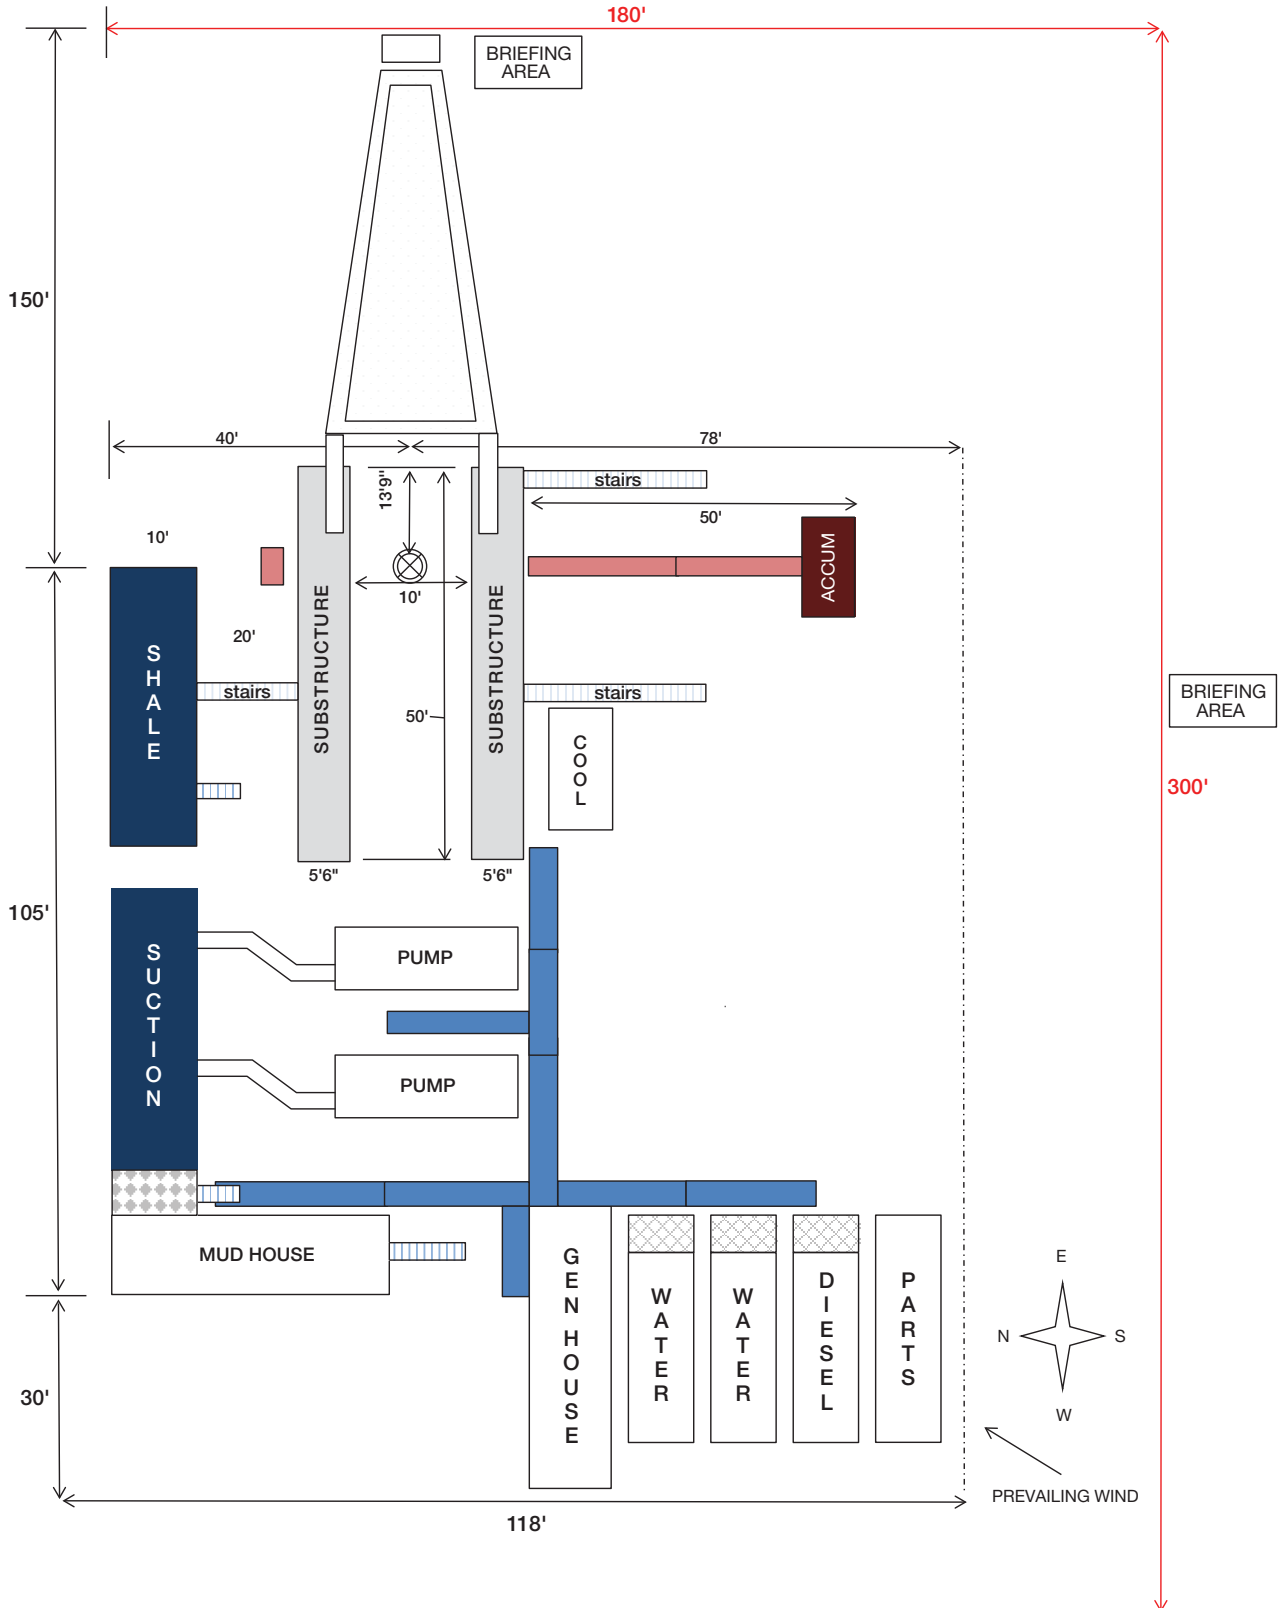 180'
BRIEFING
AREA
150'
40'
78'
13'9"
stairs
50'
10'
ACCUM
10'
SUBSTRUCTURE
SUBSTRUCTURE
SHALE
20'
stairs
stairs
50'
BRIEFING
AREA
COOL
300'
5'6"
5'6"
105'
SUCTION
PUMP
PUMP
MUD HOUSE
GEN HOUSE
WATER
WATER
DIESEL
PARTS
E
N
S
W
30'
PREVAILING WIND
118'